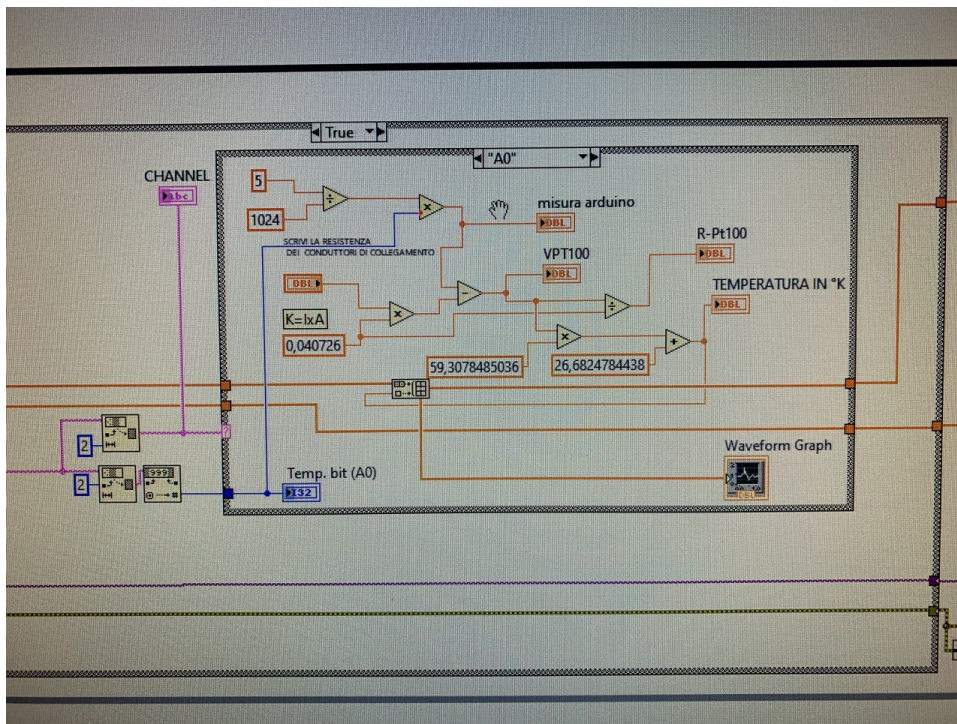 True
"A0"
CHANNEL
abc
5
1024
misura arduino
DBL
SCRIVI LA RESISTENZA
DEI CONDUTTORI DI COLLEGAMENTO
R-Pt100
DBL
VPT100
DBL
DBL
TEMPERATURA IN °K
DBL
K=IxA
0,040726
59,3078485036
26,6824784438
2
?
Waveform Graph
DBL
2
999
Temp. bit (A0)
I32